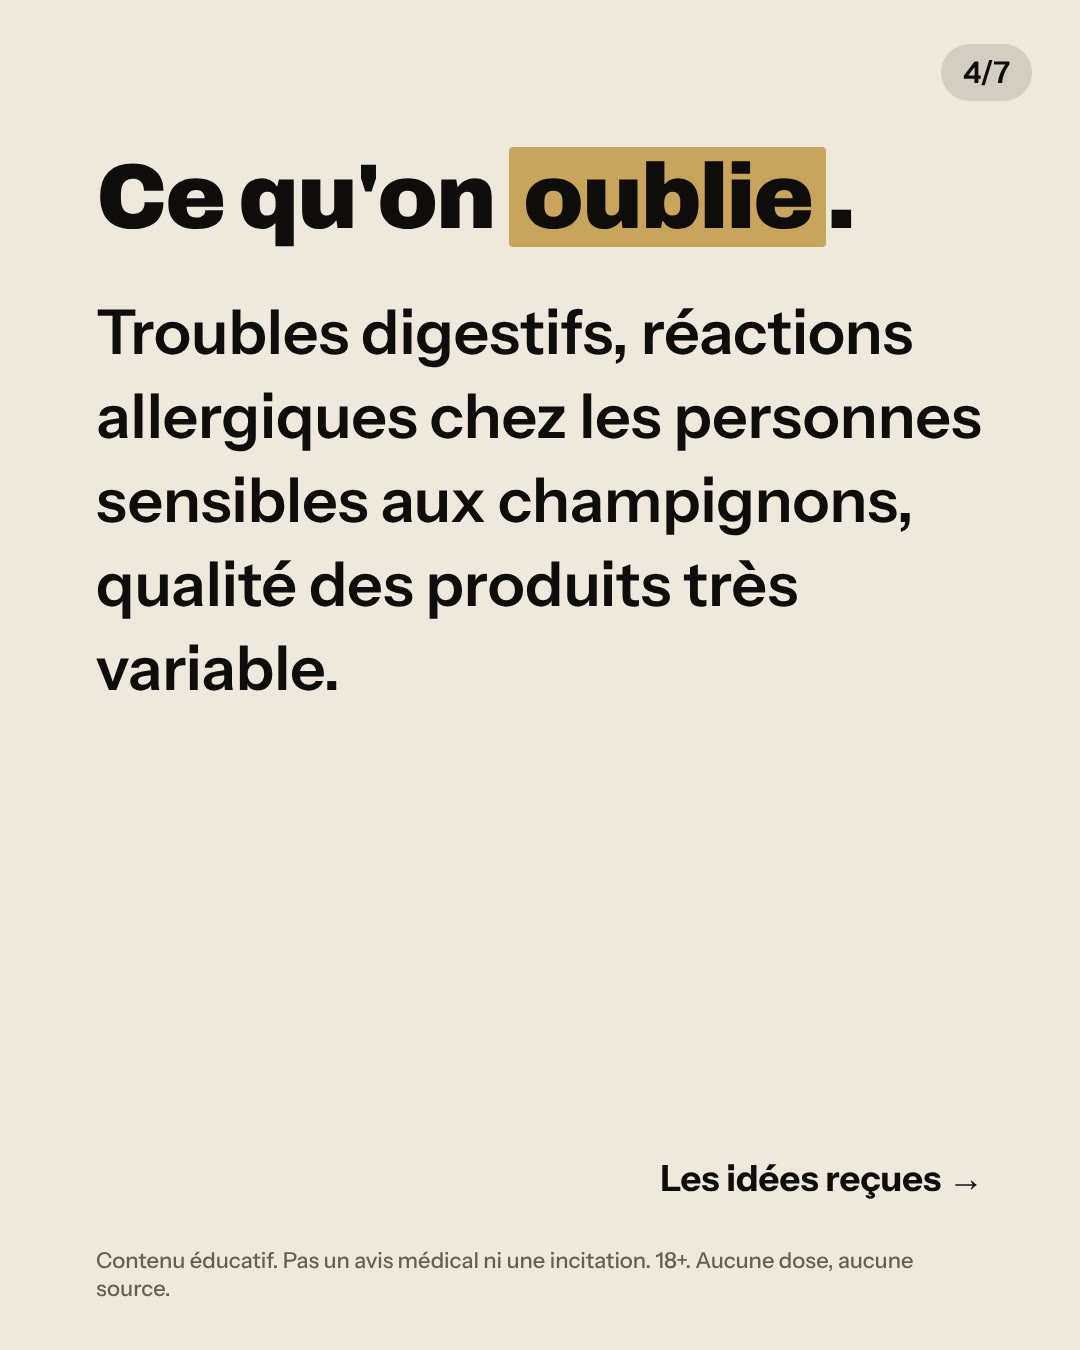 4/7
Ce qu'on oublie.
Troubles digestifs, réactions
allergiques chez les personnes
sensibles aux champignons,
qualité des produits très
variable.
Les idées reçues →
Contenu éducatif. Pas un avis médical ni une incitation. 18+. Aucune dose, aucune
source.